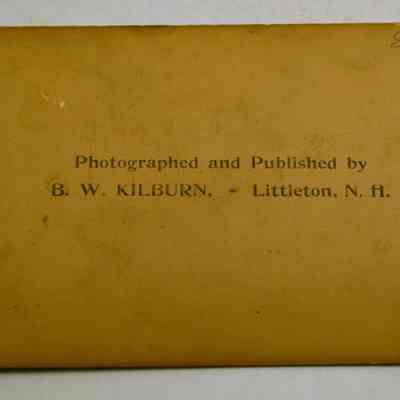 Photographed and Published by
B. W. KILBURN, - Littleton, N. H.